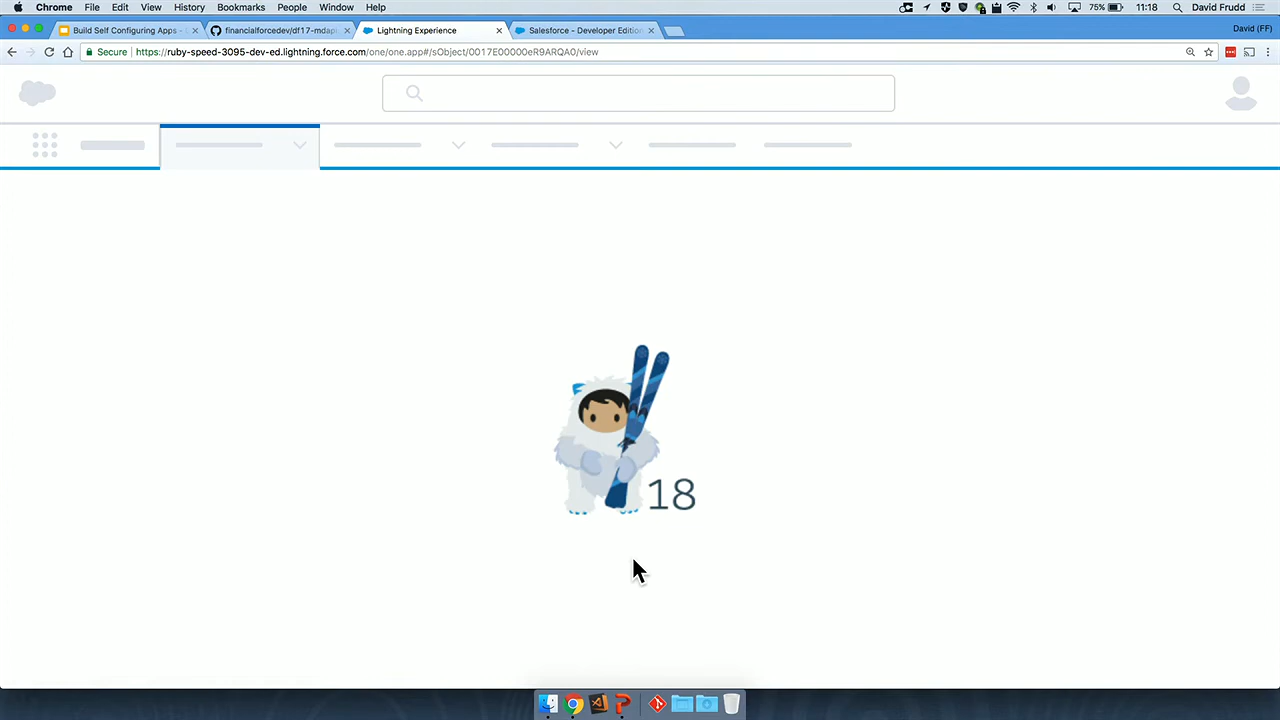 Chrome File Edit View History Bookmarks People Window Help 75% 11:18 David Frudd
Build Self Configuring Apps - financialforcedev/df17-mdap Lightning Experience Salesforce - Developer Edition David (FF)
Secure https://ruby-speed-3095-dev-ed.lightning.force.com/one/one.app#/sObject/0017E00000eR9ARQA0/view
18